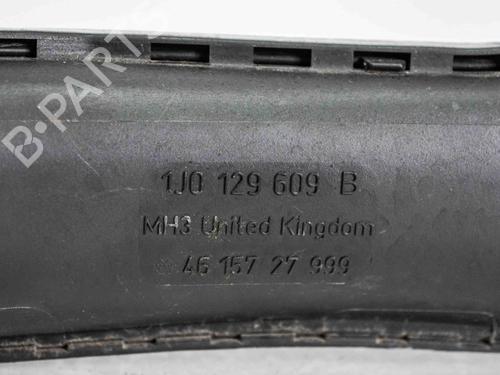 B-PARTS
1J0 129 609 B
MH3 United Kingdom
46 157 27 999